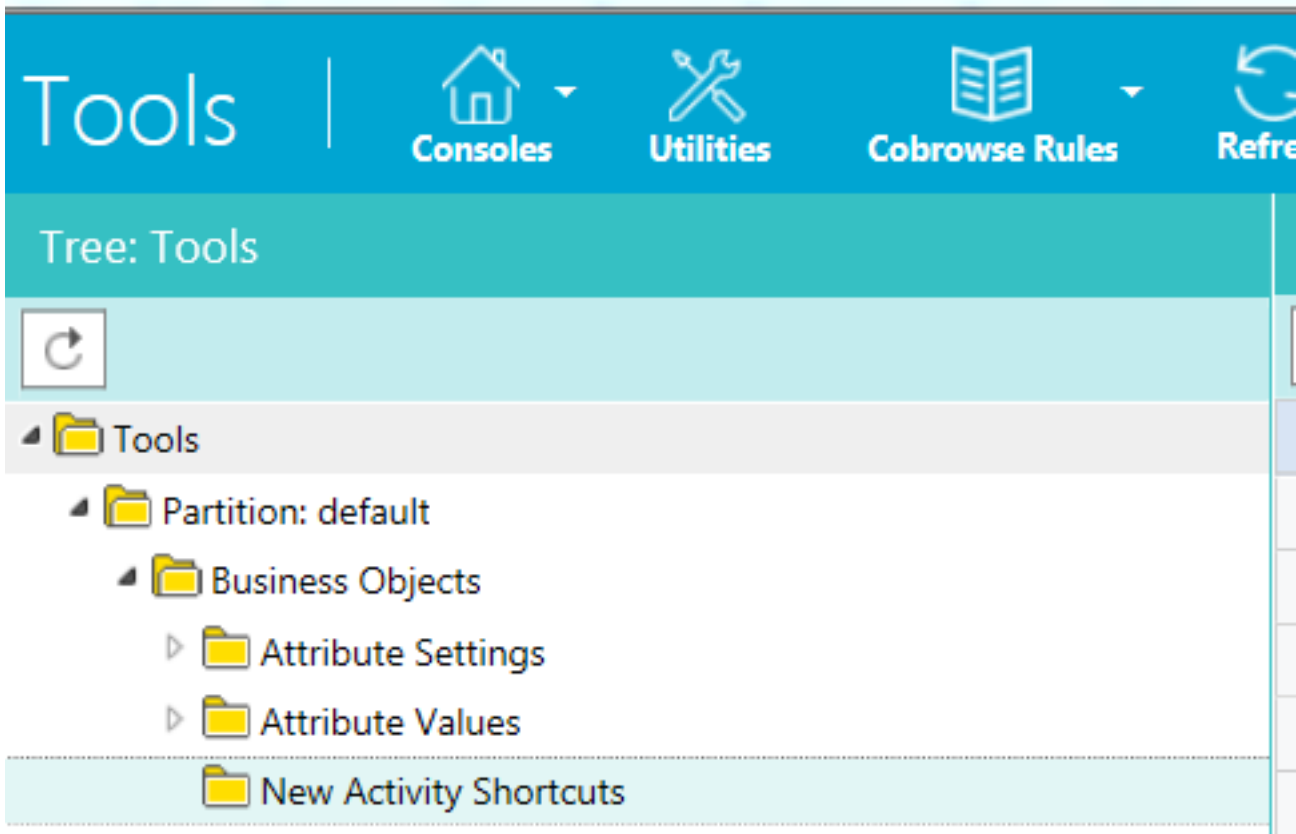 Tools
Consoles
Utilities
Cobrowse Rules
Tree: Tools
Tools
Partition: default
Business Objects
Attribute Settings
Attribute Values
New Activity Shortcuts